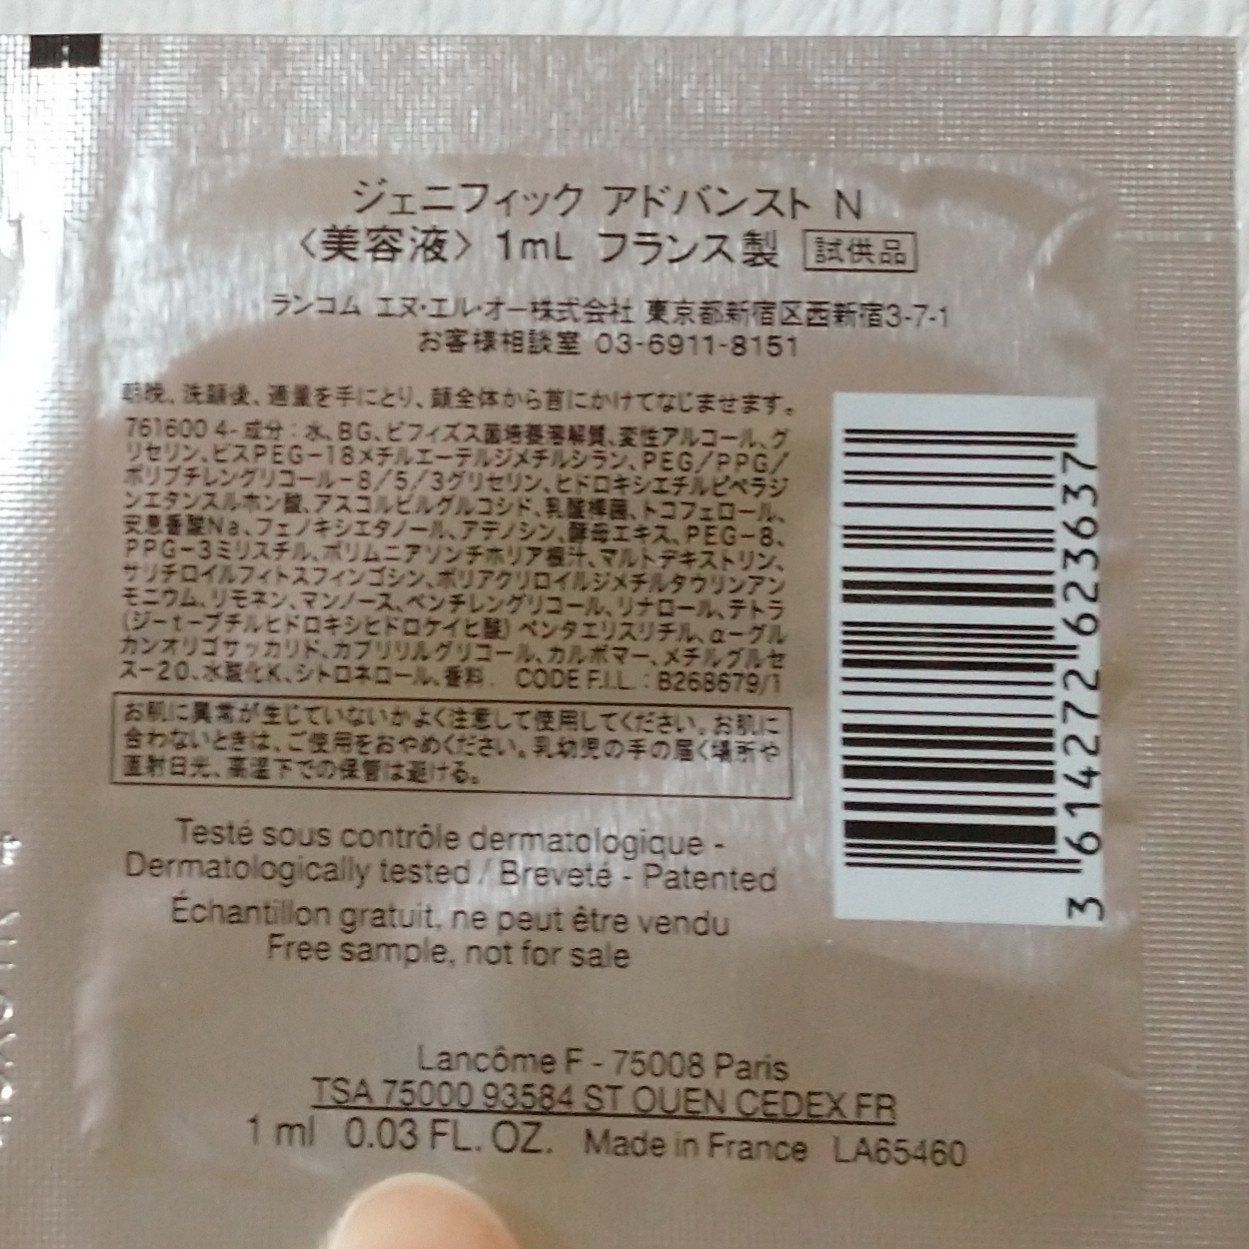 ジェニフィック アドバンスト N
〈美容液〉 1mL フランス製 試供品
ランコム エヌ・エル・オー株式会社 東京都新宿区西新宿3-7-1
お客様相談室 03-6911-8151
朝晩、洗顔後、適量を手にとり、顔全体から首にかけてなじませます。
761600 4- 成分：水、BG、ビフィズス菌培養溶解質、変性アルコール、グ
リセリン、ビスPEG-18メチルエーテルジメチルシラン、PEG/PPG/
ポリブチレングリコール-8/5/3グリセリン、ヒドロキシエチルピペラジ
ンエタンスルホン酸、アスコルビルグルコシド、乳酸桿菌、トコフェロール、
安息香酸Na、フェノキシエタノール、アデノシン、酵母エキス、PEG-8、
PPG-3ミリスチル、ポリムニアソンチホリア根汁、マルトデキストリン、
サリチロイルフィトスフィンゴシン、ポリアクリロイルジメチルタウリンアン
モニウム、リモネン、マンノース、ペンチレングリコール、リナロール、テトラ
(ジ-t-ブチルヒドロキシヒドロケイヒ酸) ペンタエリスリチル、α-グル
カンオリゴサッカリド、カプリリルグリコール、カルボマー、メチルグルセ
ス-20、水酸化K、シトロネロール、香料. CODE F.I.L. : B268679/1
お肌に異常が生じていないかよく注意して使用してください。お肌に
合わないときは、ご使用をおやめください。乳幼児の手の届く場所や
直射日光、高温下での保管は避ける。
Testé sous contrôle dermatologique -
Dermatologically tested / Breveté - Patented
Échantillon gratuit, ne peut être vendu
Free sample, not for sale
Lancôme F - 75008 Paris
TSA 75000 93584 ST OUEN CEDEX FR
1 ml 0.03 FL. OZ. Made in France LA65460
3 614272 623637